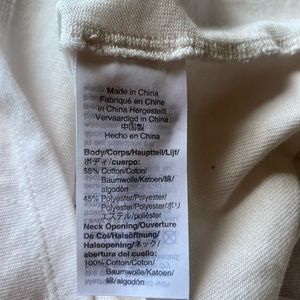 Made in China
Fabriqué en China
in China Hergestellt
Vervaardigd in China
中国製
Hecho en China
Body/Corps/Haupttell/Lijf/
ボディ/cuerpo:
55% Cotton/Coton/
Baumwolle/Katoen/綿/
algodón
45% Polyester/Polyester/
Polyester/Polyester/ポリ
エステル/poliéster
Neck Opening/Ouverture
De Col/Halsöffnung/
Halsopening/ネック/
abertura del cuello:
100% Cotton/Coton/
Baumwolle/Katoen/綿/
algodón